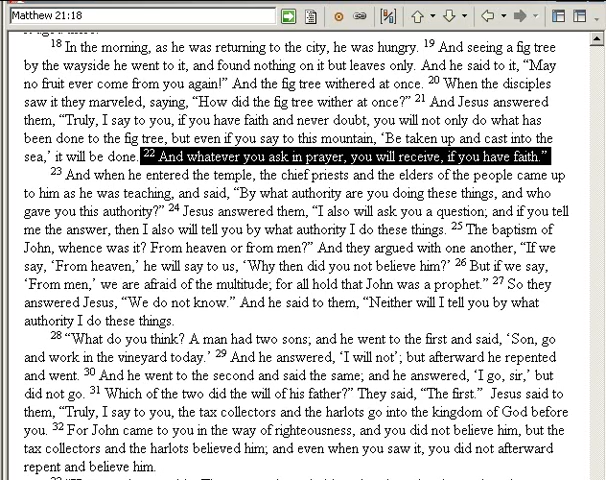 Matthew 21:18
18 In the morning, as he was returning to the city, he was hungry. 19 And seeing a fig tree
by the wayside he went to it, and found nothing on it but leaves only. And he said to it, “May
no fruit ever come from you again!” And the fig tree withered at once. 20 When the disciples
saw it they marveled, saying, “How did the fig tree wither at once?” 21 And Jesus answered
them, “Truly, I say to you, if you have faith and never doubt, you will not only do what has
been done to the fig tree, but even if you say to this mountain, ‘Be taken up and cast into the
sea,’ it will be done. 22 And whatever you ask in prayer, you will receive, if you have faith.”
23 And when he entered the temple, the chief priests and the elders of the people came up
to him as he was teaching, and said, “By what authority are you doing these things, and who
gave you this authority?” 24 Jesus answered them, “I also will ask you a question; and if you tell
me the answer, then I also will tell you by what authority I do these things. 25 The baptism of
John, whence was it? From heaven or from men?” And they argued with one another, “If we
say, ‘From heaven,’ he will say to us, ‘Why then did you not believe him?’ 26 But if we say,
‘From men,’ we are afraid of the multitude; for all hold that John was a prophet.” 27 So they
answered Jesus, “We do not know.” And he said to them, “Neither will I tell you by what
authority I do these things.
28 “What do you think? A man had two sons; and he went to the first and said, ‘Son, go
and work in the vineyard today.’ 29 And he answered, ‘I will not’; but afterward he repented
and went. 30 And he went to the second and said the same; and he answered, ‘I go, sir,’ but
did not go. 31 Which of the two did the will of his father?” They said, “The first.” Jesus said to
them, “Truly, I say to you, the tax collectors and the harlots go into the kingdom of God before
you. 32 For John came to you in the way of righteousness, and you did not believe him, but the
tax collectors and the harlots believed him; and even when you saw it, you did not afterward
repent and believe him.